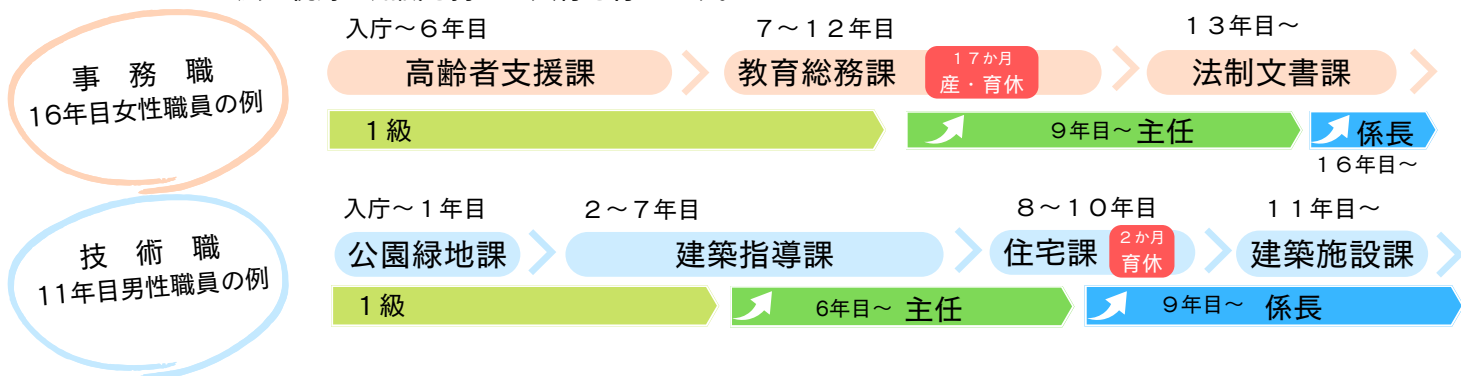 事務職
16年目女性職員の例
入庁～６年目
７～１２年目
１３年目～
高齢者支援課
教育総務課
１７か月
産・育休
法制文書課
１級
９年目～主任
係長
１６年目～
技術職
11年目男性職員の例
入庁～１年目
２～７年目
８～１０年目
１１年目～
公園緑地課
建築指導課
住宅課
２か月
育休
建築施設課
１級
6年目～ 主任
９年目～ 係長